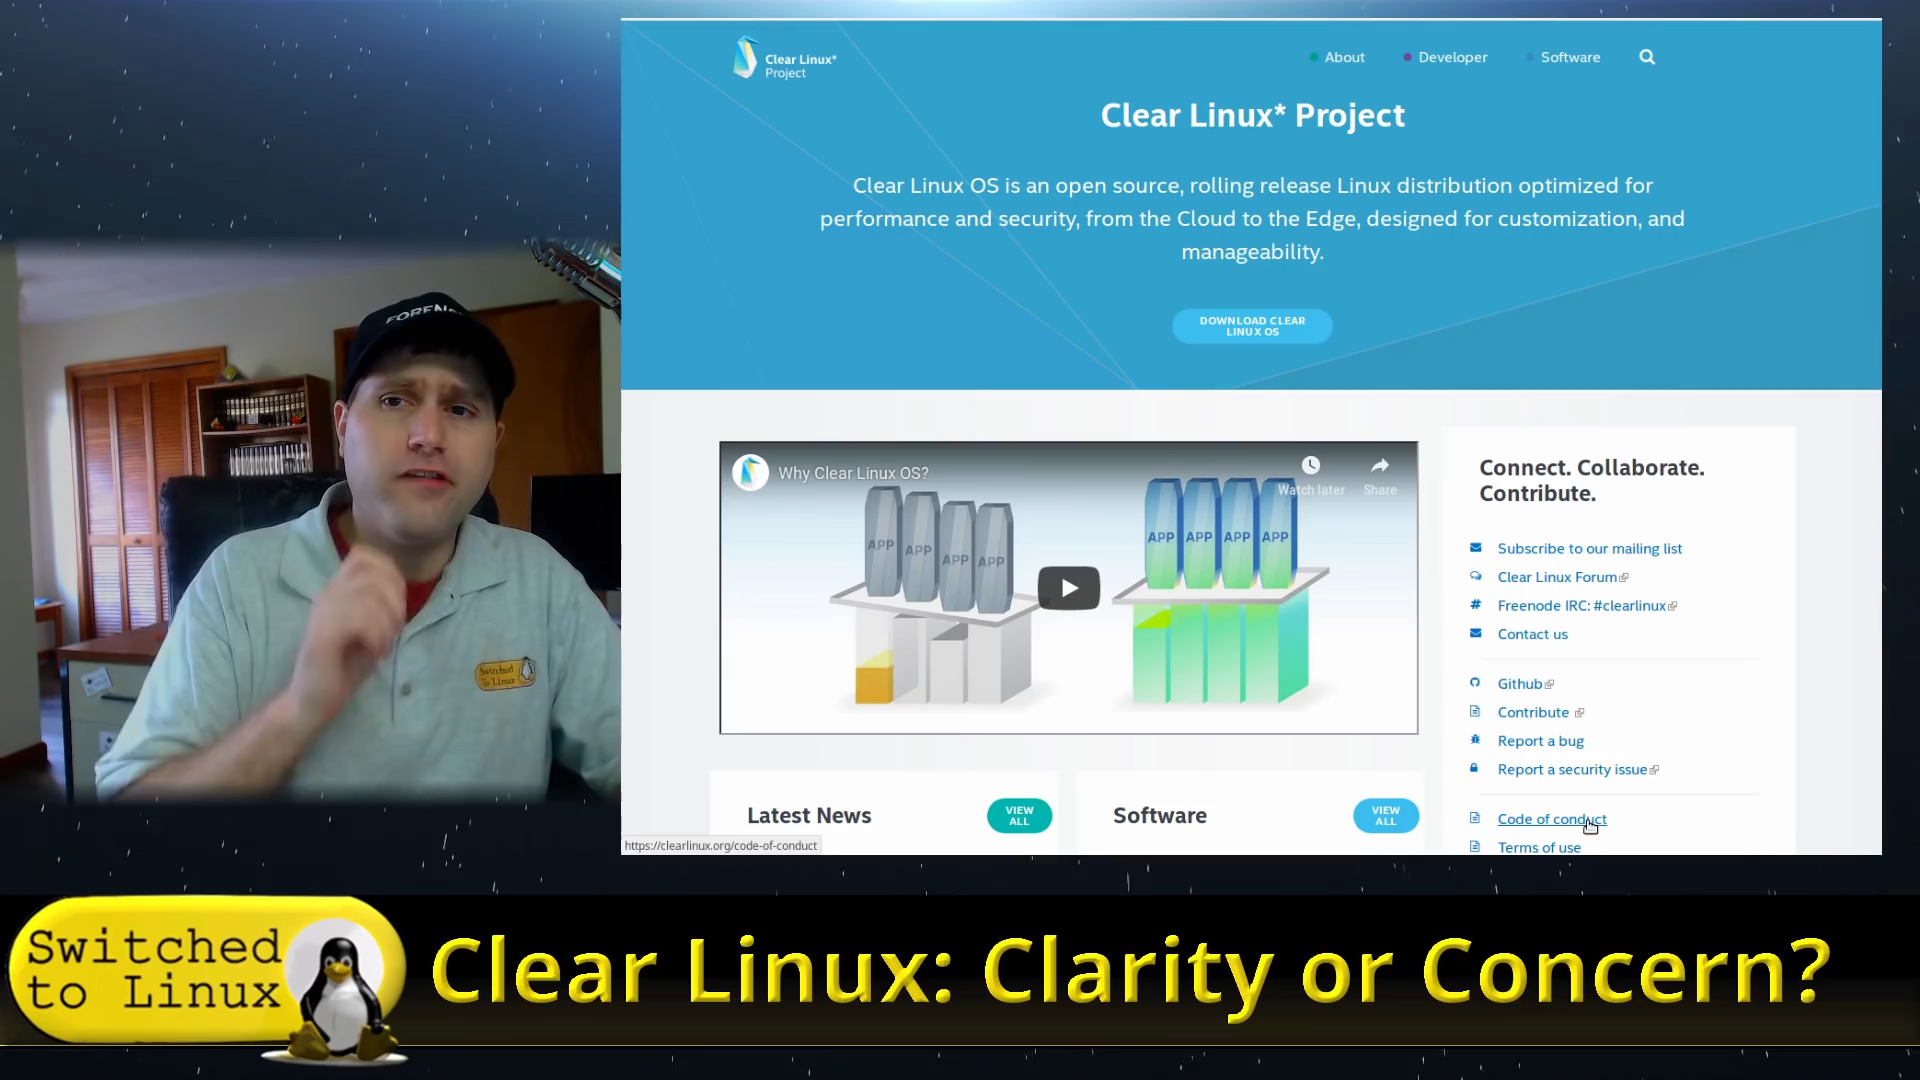 Clear Linux*
Project
About
Developer
Software
Clear Linux* Project
Clear Linux OS is an open source, rolling release Linux distribution optimized for
performance and security, from the Cloud to the Edge, designed for customization, and
manageability.
DOWNLOAD CLEAR
LINUX OS
FORENS
Why Clear Linux OS?
Watch later
Share
APP
APP
APP
APP
APP
APP
APP
APP
Connect. Collaborate.
Contribute.
Subscribe to our mailing list
Clear Linux Forum
Freenode IRC: #clearlinux
Contact us
Github
Contribute
Report a bug
Report a security issue
Code of conduct
Terms of use
Switched
To Linux
Latest News
VIEW
ALL
Software
VIEW
ALL
https://clearlinux.org/code-of-conduct
Switched
to Linux
Clear Linux: Clarity or Concern?